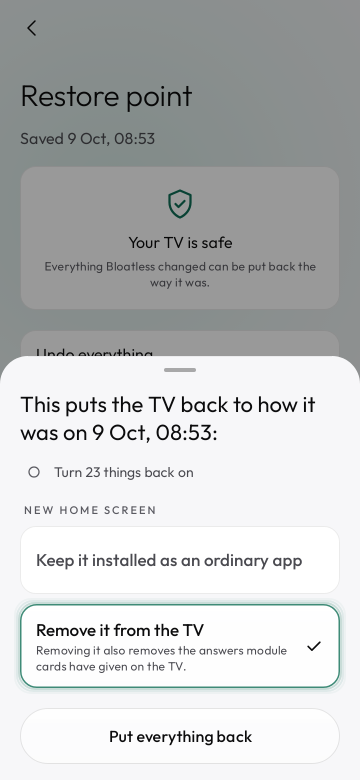 Restore point
Saved 9 Oct, 08:53
Your TV is safe
Everything Bloatless changed can be put back the
way it was.
Undo everything
This puts the TV back to how it
was on 9 Oct, 08:53:
Turn 23 things back on
NEW HOME SCREEN
Keep it installed as an ordinary app
Remove it from the TV
Removing it also removes the answers module
cards have given on the TV.
Put everything back